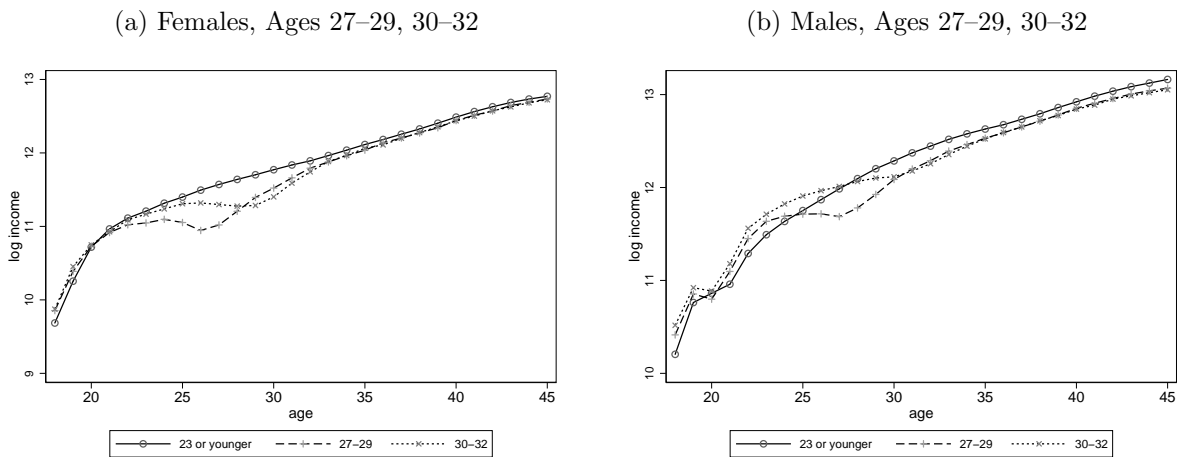 (a) Females, Ages 27–29, 30–32
13
12
11
10
9
log income
20 25 30 35 40 45
age
23 or younger 27−29 30−32
(b) Males, Ages 27–29, 30–32
13
12
11
10
log income
20 25 30 35 40 45
age
23 or younger 27−29 30−32